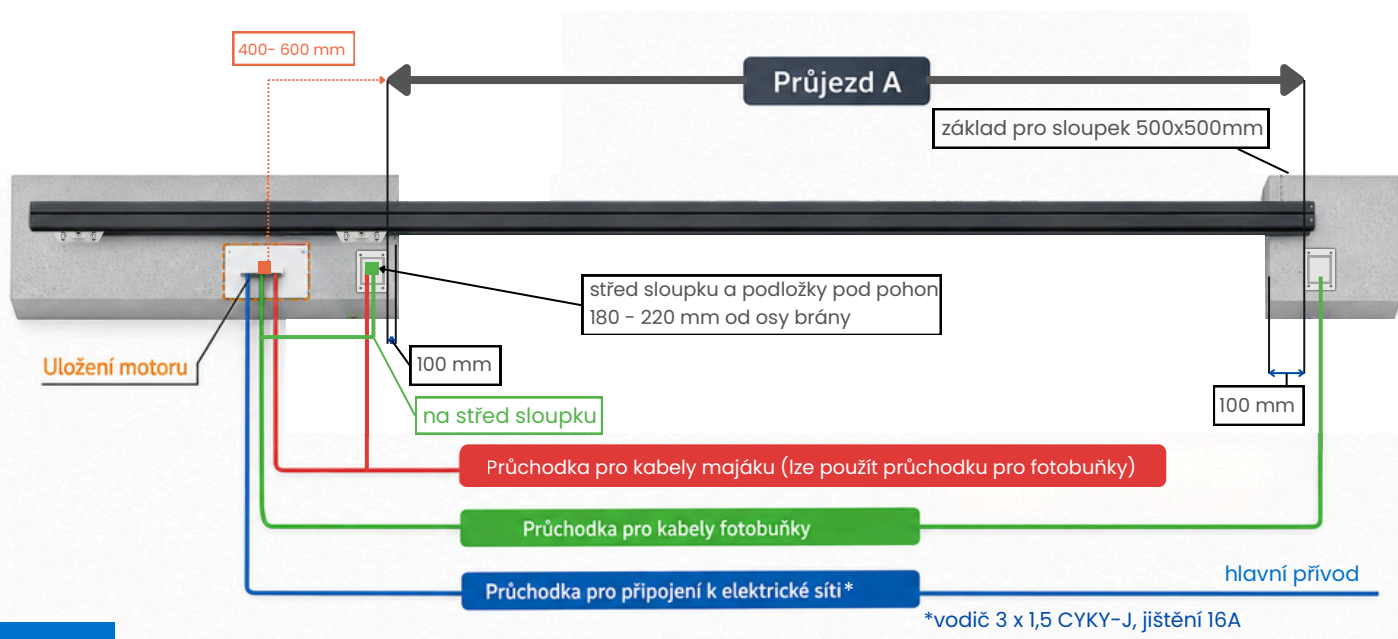 400- 600 mm
Průjezd A
základ pro sloupek 500x500mm
střed sloupku a podložky pod pohon
180 - 220 mm od osy brány
Uložení motoru
100 mm
100 mm
na střed sloupku
Průchodka pro kabely majáku (lze použít průchodku pro fotobuňky)
Průchodka pro kabely fotobuňky
hlavní přívod
Průchodka pro připojení k elektrické síti*
*vodič 3 x 1,5 CYKY-J, jištění 16A